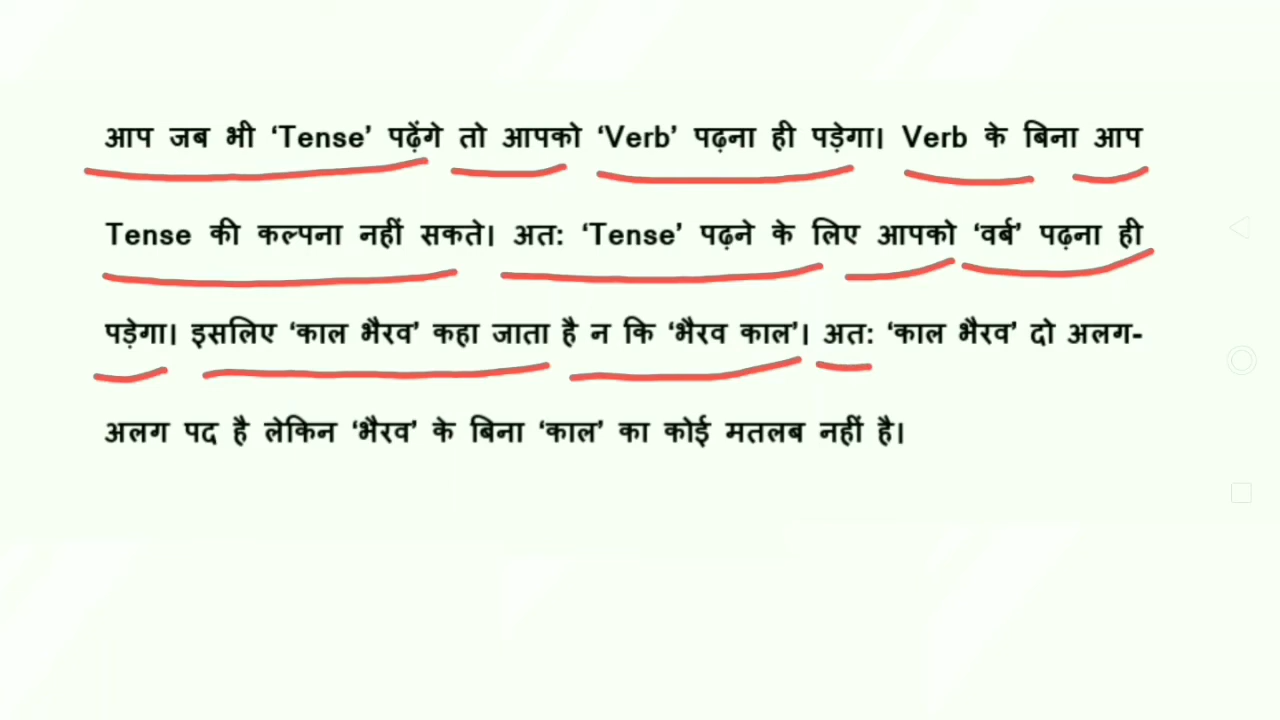 आप जब भी ‘Tense’ पढ़ेंगे तो आपको ‘Verb’ पढ़ना ही पड़ेगा। Verb के बिना आप
Tense की कल्पना नहीं सकते। अत: ‘Tense’ पढ़ने के लिए आपको ‘वर्ब’ पढ़ना ही
पड़ेगा। इसलिए ‘काल भैरव’ कहा जाता है न कि ‘भैरव काल’। अत: ‘काल भैरव’ दो अलग-
अलग पद है लेकिन ‘भैरव’ के बिना ‘काल’ का कोई मतलब नहीं है।